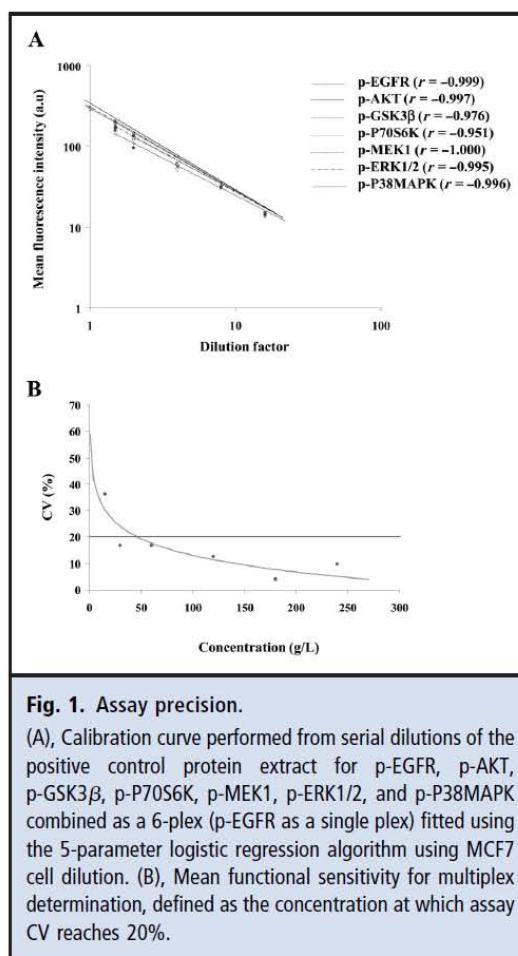 A
1000
100
10
1
1
10
100
Mean fluorescence intensity (a.u)
Dilution factor
p-EGFR (r = –0.999)
p-AKT (r = –0.997)
p-GSK3β (r = –0.976)
p-P70S6K (r = –0.951)
p-MEK1 (r = –1.000)
p-ERK1/2 (r = –0.995)
p-P38MAPK (r = –0.996)
B
70
60
50
40
30
20
10
0
0
50
100
150
200
250
300
CV (%)
Concentration (g/L)
Fig. 1. Assay precision.
(A), Calibration curve performed from serial dilutions of the
positive control protein extract for p-EGFR, p-AKT,
p-GSK3β, p-P70S6K, p-MEK1, p-ERK1/2, and p-P38MAPK
combined as a 6-plex (p-EGFR as a single plex) fitted using
the 5-parameter logistic regression algorithm using MCF7
cell dilution. (B), Mean functional sensitivity for multiplex
determination, defined as the concentration at which assay
CV reaches 20%.